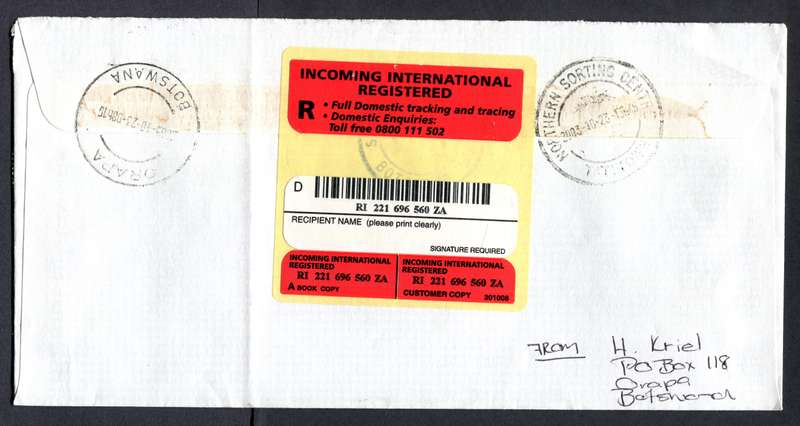 INCOMING INTERNATIONAL
REGISTERED
R
• Full Domestic tracking and tracing
• Domestic Enquiries:
Toll free 0800 111 502
D
RI 221 696 560 ZA
RECIPIENT NAME (please print clearly)
SIGNATURE REQUIRED
INCOMING INTERNATIONAL
REGISTERED
RI 221 696 560 ZA
A BOOK COPY
INCOMING INTERNATIONAL
REGISTERED
RI 221 696 560 ZA
CUSTOMER COPY 301008
ORAPA
BOTSWANA
NORTHERN SORTING CENTRE
FROM H. Kriel
PO Box 118
Orapa
Botswana